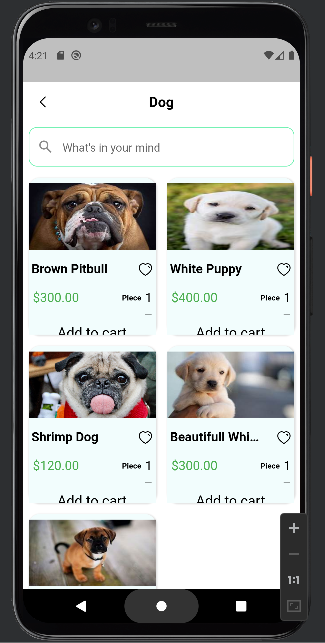 4:21
Dog
What's in your mind
Brown Pitbull
White Puppy
$300.00 Piece 1
$400.00 Piece 1
Add to cart
Add to cart
Shrimp Dog
Beautifull Whi...
$120.00 Piece 1
$300.00 Piece 1
Add to cart
Add to cart
1:1